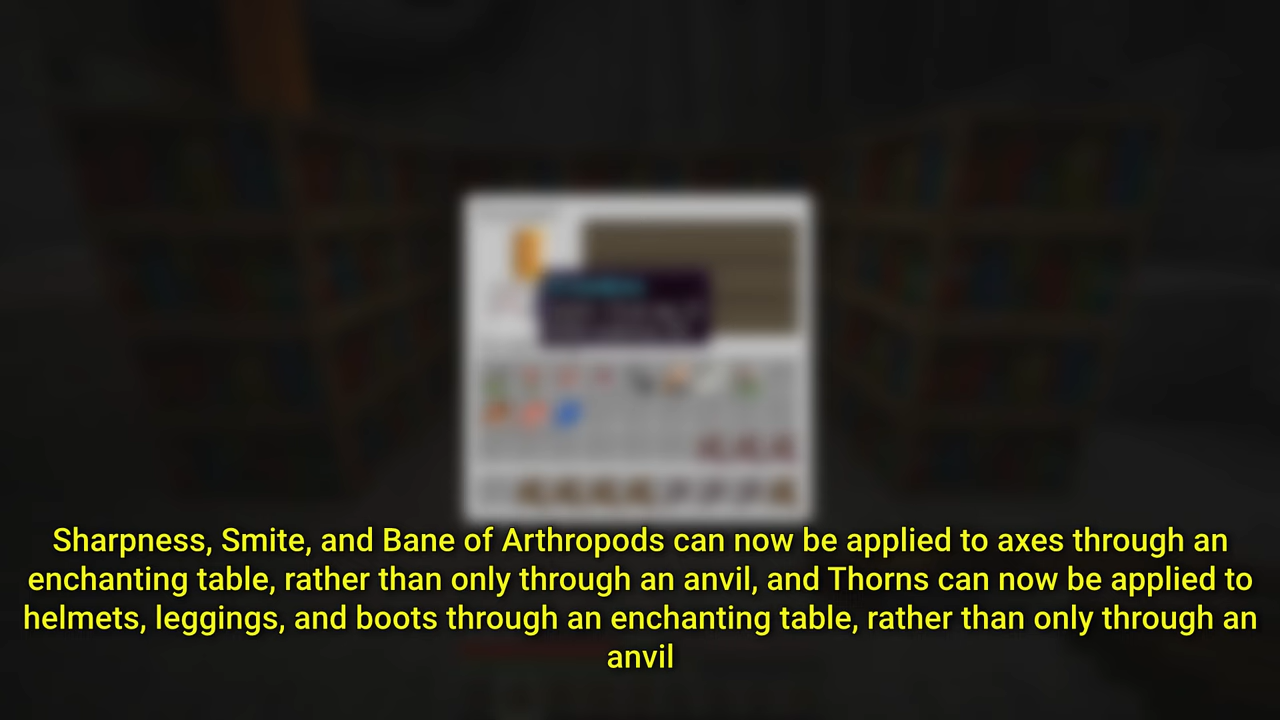 Sharpness, Smite, and Bane of Arthropods can now be applied to axes through an
enchanting table, rather than only through an anvil, and Thorns can now be applied to
helmets, leggings, and boots through an enchanting table, rather than only through an
anvil